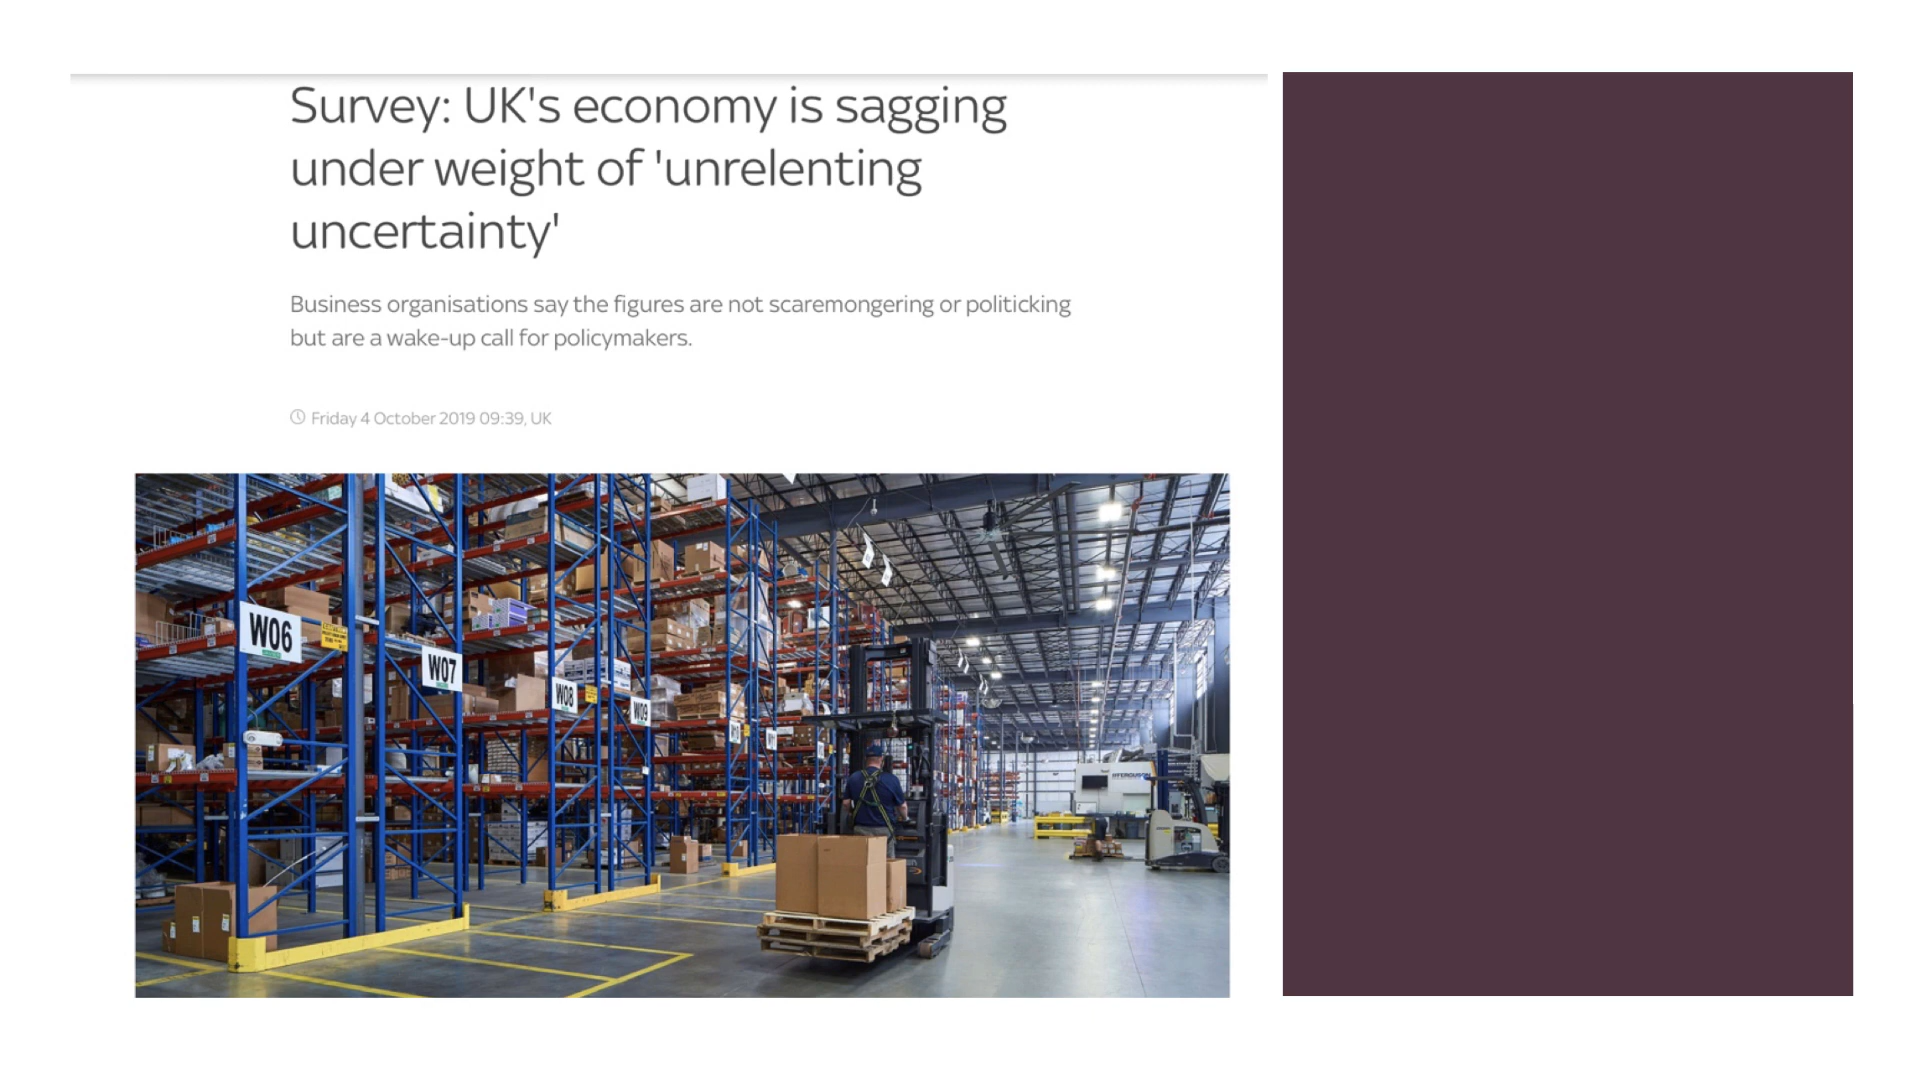 Survey: UK's economy is sagging
under weight of 'unrelenting
uncertainty'
Business organisations say the figures are not scaremongering or politicking
but are a wake-up call for policymakers.
Friday 4 October 2019 09:39, UK
W06
W07
W08
W09
FERGUSON